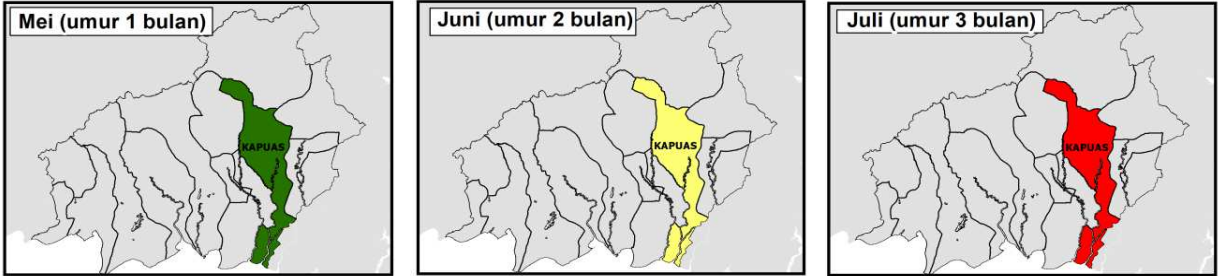 Mei (umur 1 bulan)
KAPUAS
Juni (umur 2 bulan)
KAPUAS
Juli (umur 3 bulan)
KAPUAS